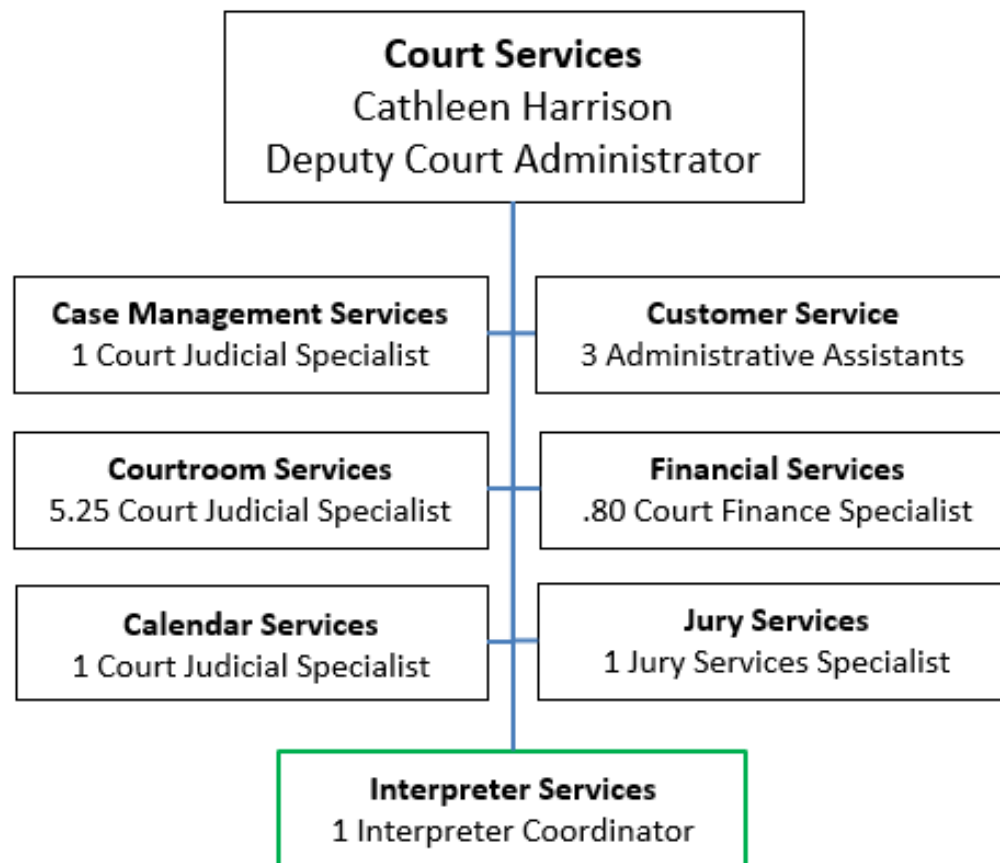 Court Services
Cathleen Harrison
Deputy Court Administrator
Case Management Services
1 Court Judicial Specialist
Customer Service
3 Administrative Assistants
Courtroom Services
5.25 Court Judicial Specialist
Financial Services
.80 Court Finance Specialist
Calendar Services
1 Court Judicial Specialist
Jury Services
1 Jury Services Specialist
Interpreter Services
1 Interpreter Coordinator